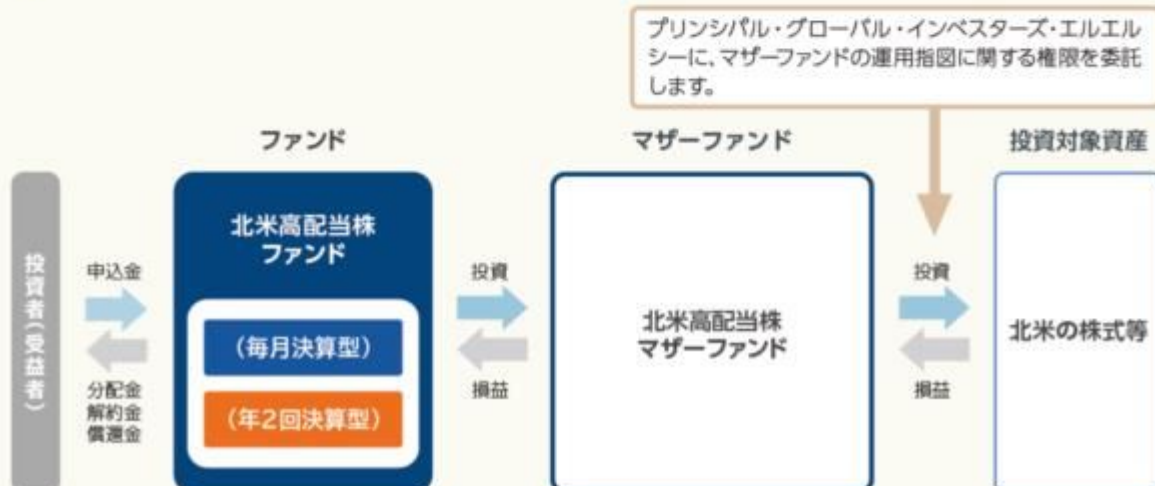 プリンシパル・グローバル・インベスターズ・エルエル
シーに、マザーファンドの運用指図に関する権限を委託
します。
ファンド
マザーファンド
投資対象資産
投資者(受益者)
申込金
分配金
解約金
償還金
北米高配当株
ファンド
(毎月決算型)
(年2回決算型)
投資
損益
北米高配当株
マザーファンド
投資
損益
北米の株式等